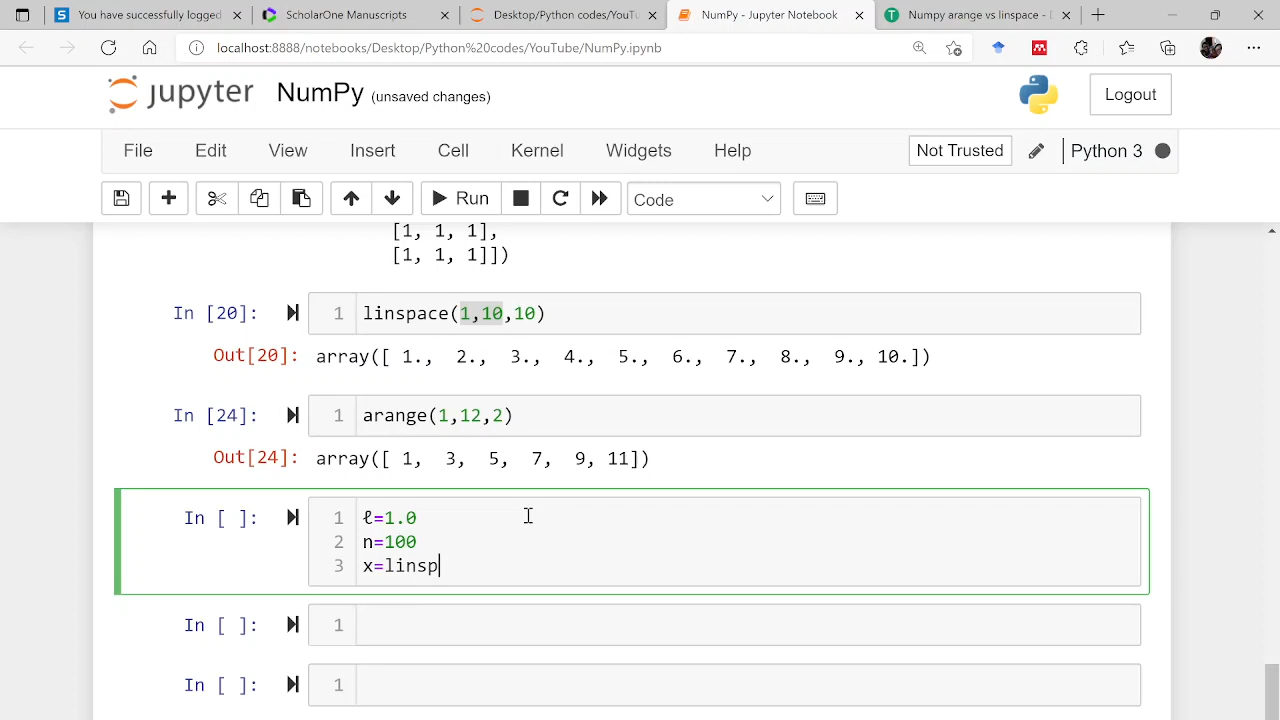 You have successfully logged
ScholarOne Manuscripts
Desktop/Python codes/YouTu
NumPy - Jupyter Notebook
Numpy arange and linspace - [
localhost:8888/notebooks/Desktop/Python%20codes/YouTube/NumPy.ipynb
jupyter NumPy (unsaved changes) Logout
File Edit View Insert Cell Kernel Widgets Help Not Trusted Python 3
Run Code
[1, 1, 1],
[1, 1, 1]])
In [20]: 1 linspace(1,10,10)
Out[20]: array([ 1., 2., 3., 4., 5., 6., 7., 8., 9., 10.])
In [24]: 1 arange(1,12,2)
Out[24]: array([ 1, 3, 5, 7, 9, 11])
In [ ]: 1 ℓ=1.0
2 n=100
3 x=linsp
In [ ]: 1
In [ ]: 1